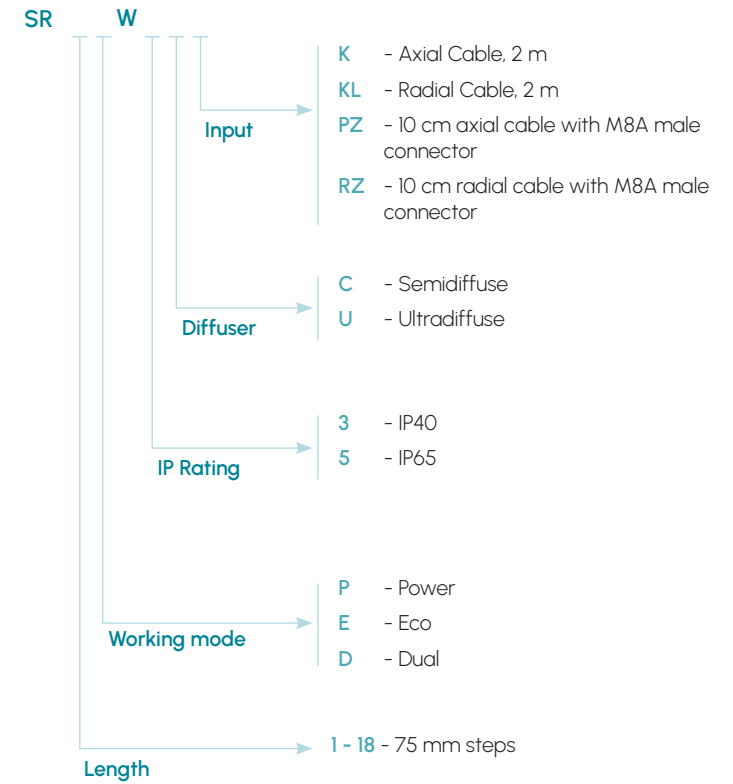 SR W
K - Axial Cable, 2 m
KL - Radial Cable, 2 m
PZ - 10 cm axial cable with M8A male
connector
RZ - 10 cm radial cable with M8A male
connector
Input
C - Semidiffuse
U - Ultradiffuse
Diffuser
3 - IP40
5 - IP65
IP Rating
P - Power
E - Eco
D - Dual
Working mode
1 - 18 - 75 mm steps
Length